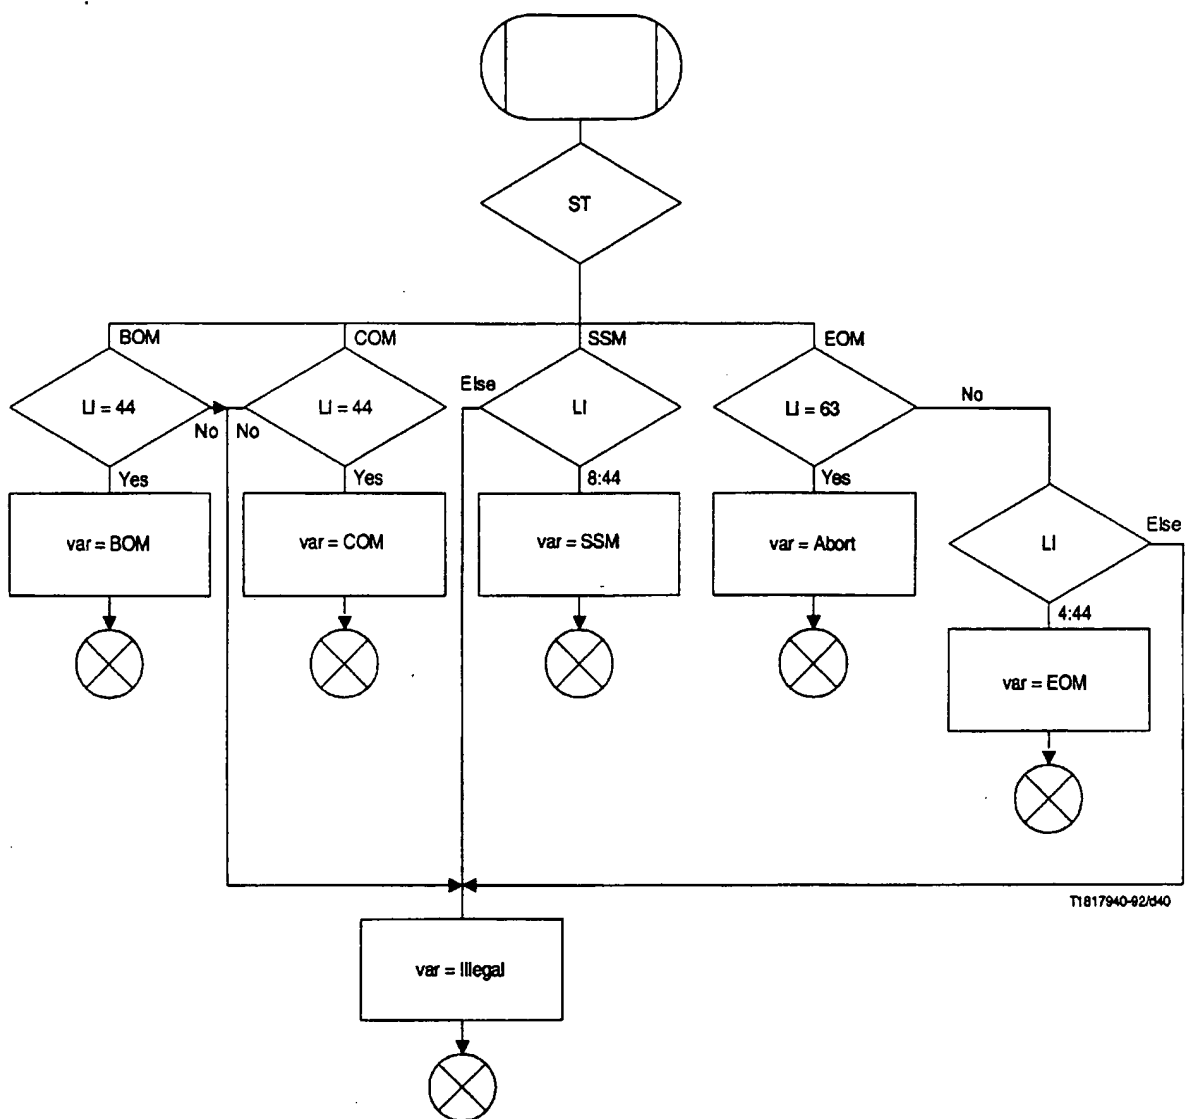 ST
BOM
COM
SSM
EOM
LI = 44
No
No
LI = 44
Else
LI
LI = 63
No
Yes
Yes
8:44
Yes
Else
var = BOM
var = COM
var = SSM
var = Abort
LI
4:44
var = EOM
T1817940-92/d40
var = Illegal